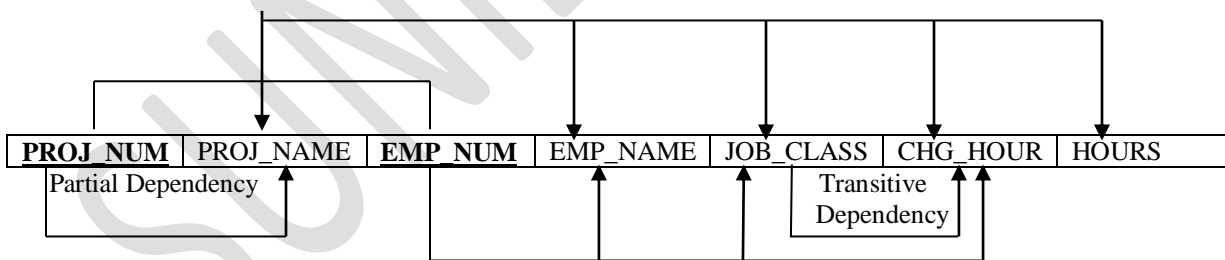 PROJ_NUM PROJ_NAME EMP_NUM EMP_NAME JOB_CLASS CHG_HOUR HOURS
Partial Dependency Transitive
Dependency